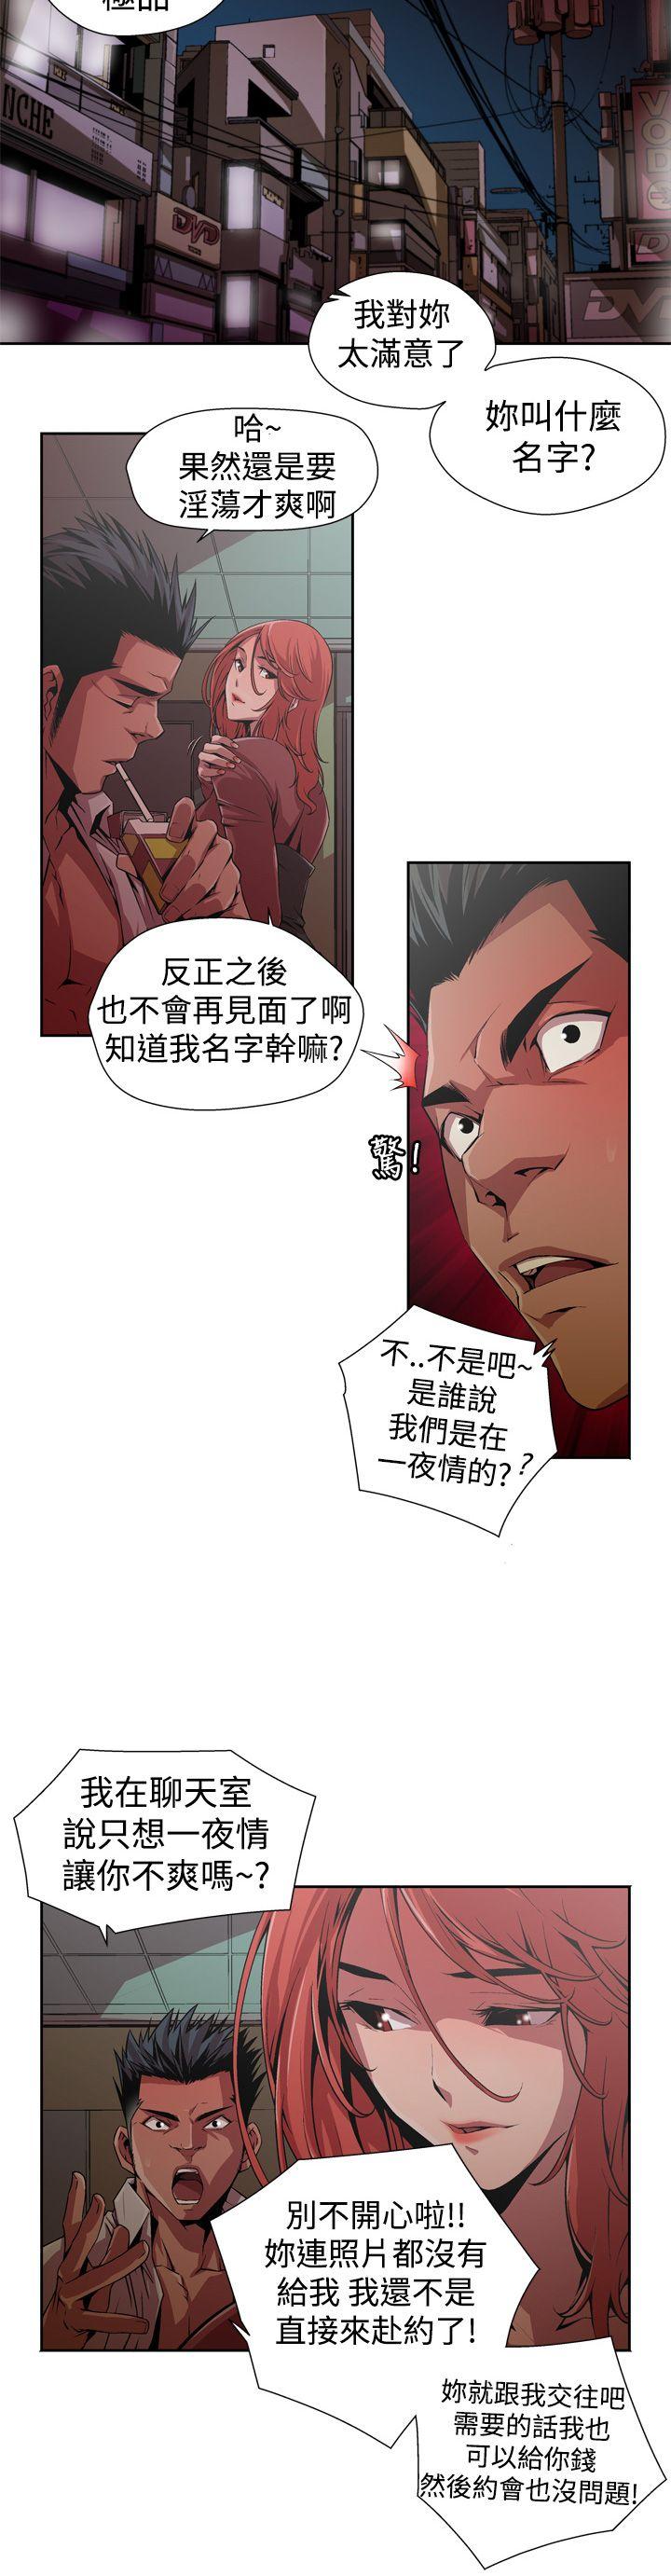 極品
ANCHE
DVD
VODS
DVD
我對妳
太滿意了
妳叫什麼
名字?
哈~
果然還是要
淫蕩才爽啊
反正之後
也不會再見面了啊
知道我名字幹嘛?
驚!
不..不是吧~
是誰說
我們是在
一夜情的??
我在聊天室
說只想一夜情
讓你不爽嗎~?
別不開心啦!!
妳連照片都沒有
給我 我還不是
直接來赴約了!
妳就跟我交往吧
需要的話我也
可以給你錢
然後約會也沒問題!